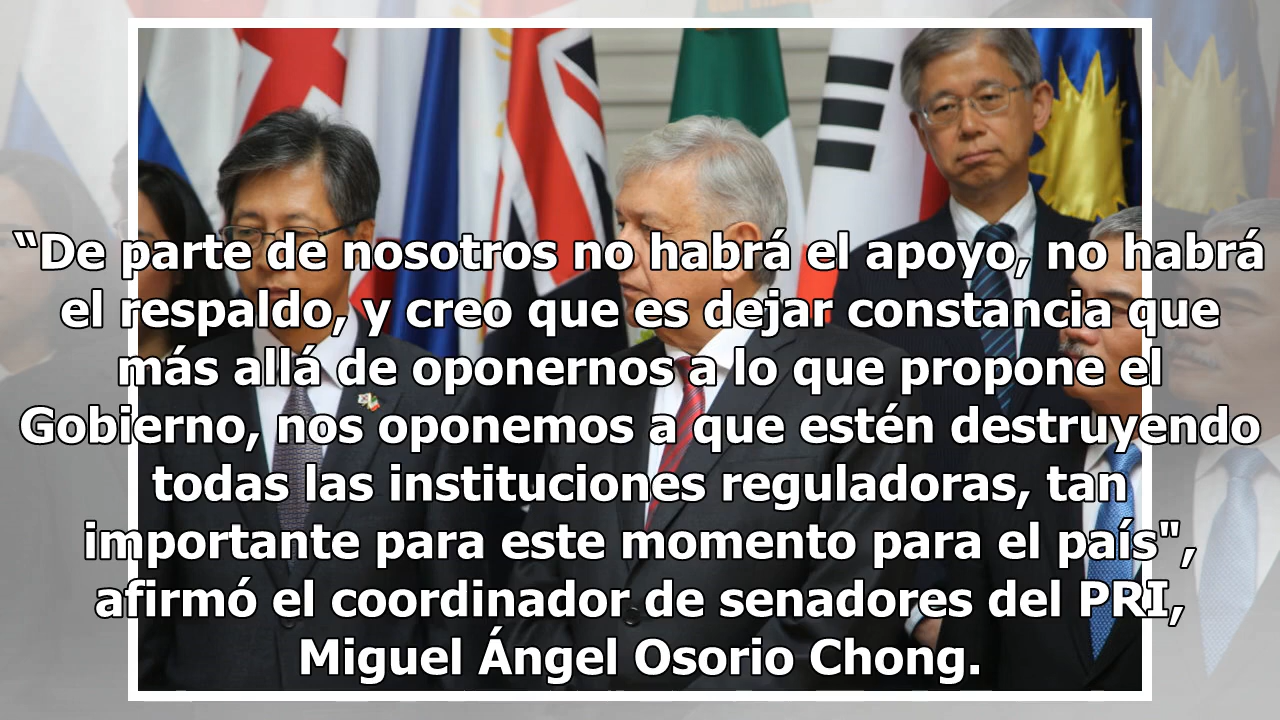 “De parte de nosotros no habrá el apoyo, no habrá
el respaldo, y creo que es dejar constancia que
más allá de oponernos a lo que propone el
Gobierno, nos oponemos a que estén destruyendo
todas las instituciones reguladoras, tan
importante para este momento para el país",
afirmó el coordinador de senadores del PRI,
Miguel Ángel Osorio Chong.